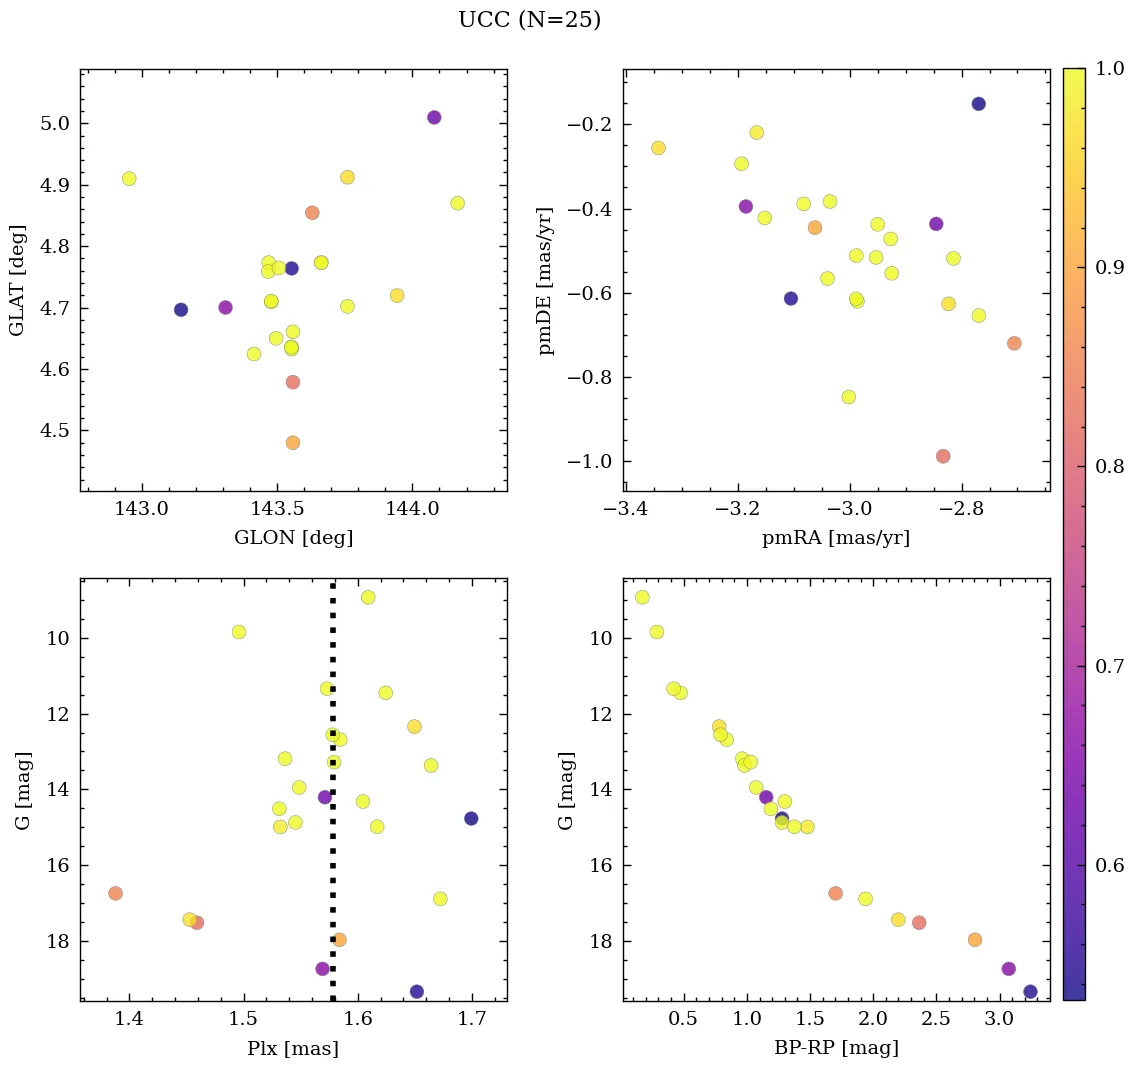 UCC (N=25)
5.0
4.9
4.8
4.7
4.6
4.5
GLAT [deg]
143.0 143.5 144.0
GLON [deg]
−0.2
−0.4
−0.6
−0.8
−1.0
pmDE [mas/yr]
−3.4 −3.2 −3.0 −2.8
pmRA [mas/yr]
1.0
0.9
0.8
0.7
0.6
10
12
14
16
18
G [mag]
1.4 1.5 1.6 1.7
Plx [mas]
10
12
14
16
18
G [mag]
0.5 1.0 1.5 2.0 2.5 3.0
BP-RP [mag]